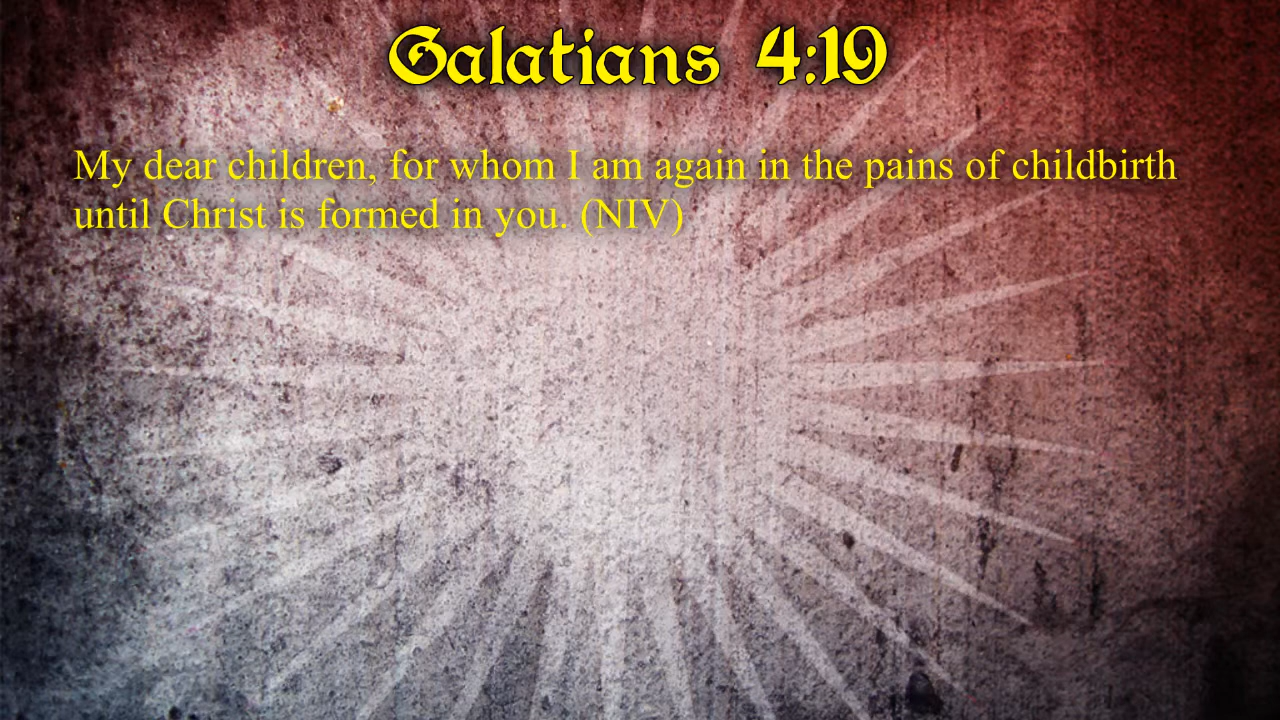 Galatians 4:19
My dear children, for whom I am again in the pains of childbirth
until Christ is formed in you. (NIV)